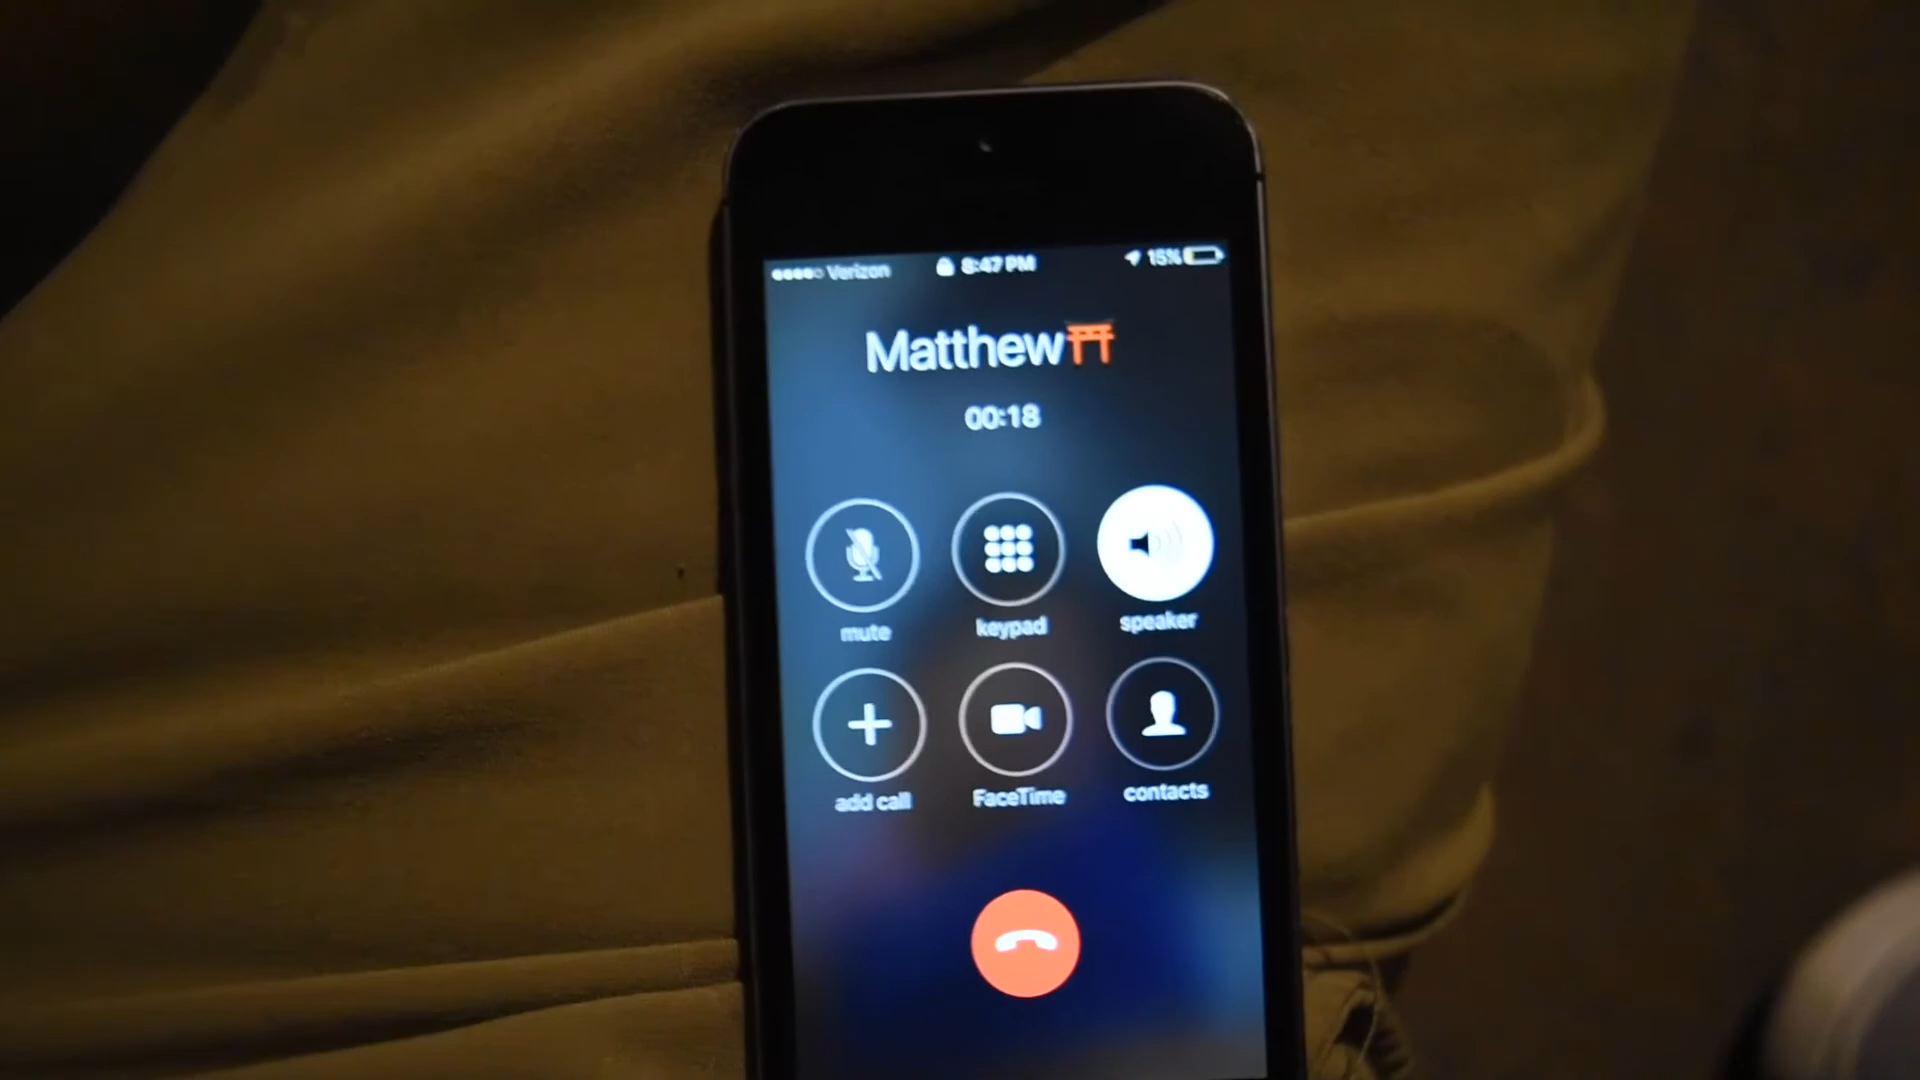 Verizon 8:47 PM 15%
Matthew⛩
00:18
mute keypad speaker
add call FaceTime contacts